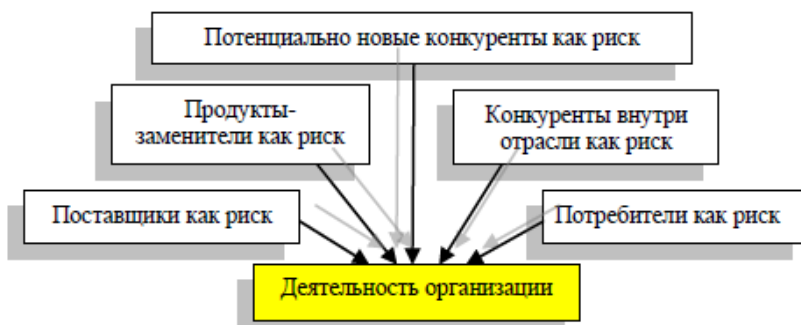 Потенциально новые конкуренты как риск
Продукты-
заменители как риск
Конкуренты внутри
отрасли как риск
Поставщики как риск
Потребители как риск
Деятельность организации